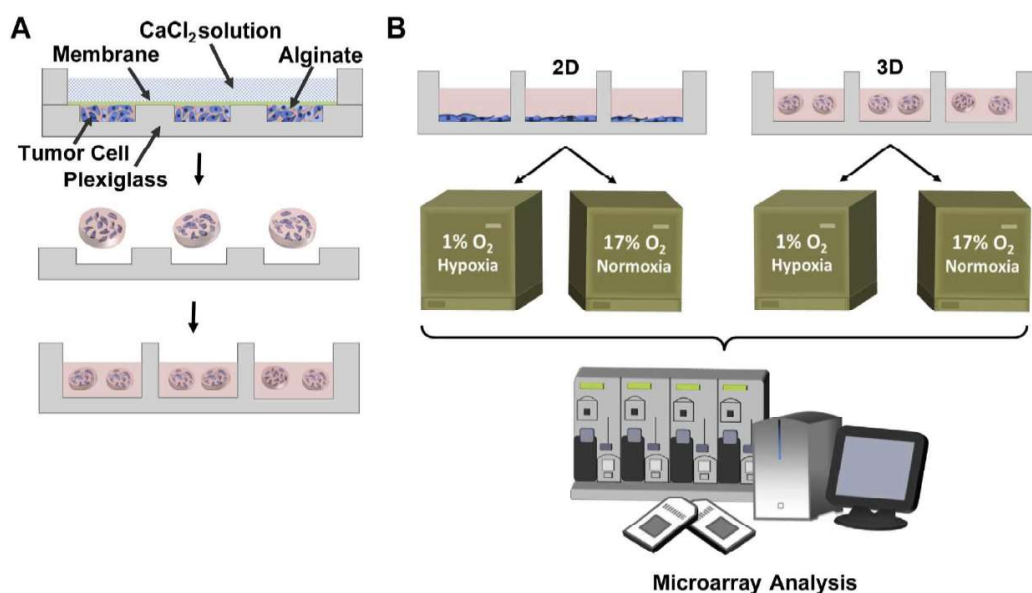 A
CaCl₂ solution
Membrane
Alginate
Tumor Cell
Plexiglass
B
2D
3D
1% O₂
Hypoxia
17% O₂
Normoxia
1% O₂
Hypoxia
17% O₂
Normoxia
Microarray Analysis